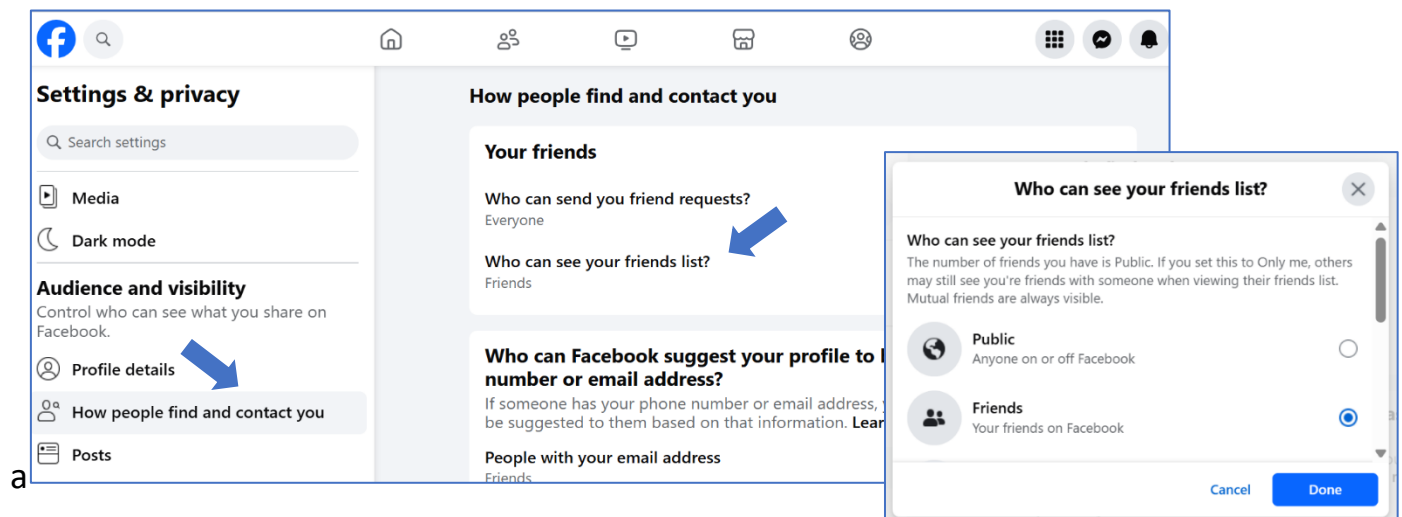 Settings & privacy
Search settings
Media
Dark mode
Audience and visibility
Control who can see what you share on
Facebook.
Profile details
How people find and contact you
Posts
a
How people find and contact you
Your friends
Who can send you friend requests?
Everyone
Who can see your friends list?
Friends
Who can Facebook suggest your profile to
number or email address?
If someone has your phone number or email address,
be suggested to them based on that information. Lear
People with your email address
Friends
Who can see your friends list?
Who can see your friends list?
The number of friends you have is Public. If you set this to Only me, others
may still see you're friends with someone when viewing their friends list.
Mutual friends are always visible.
Public
Anyone on or off Facebook
Friends
Your friends on Facebook
Cancel
Done